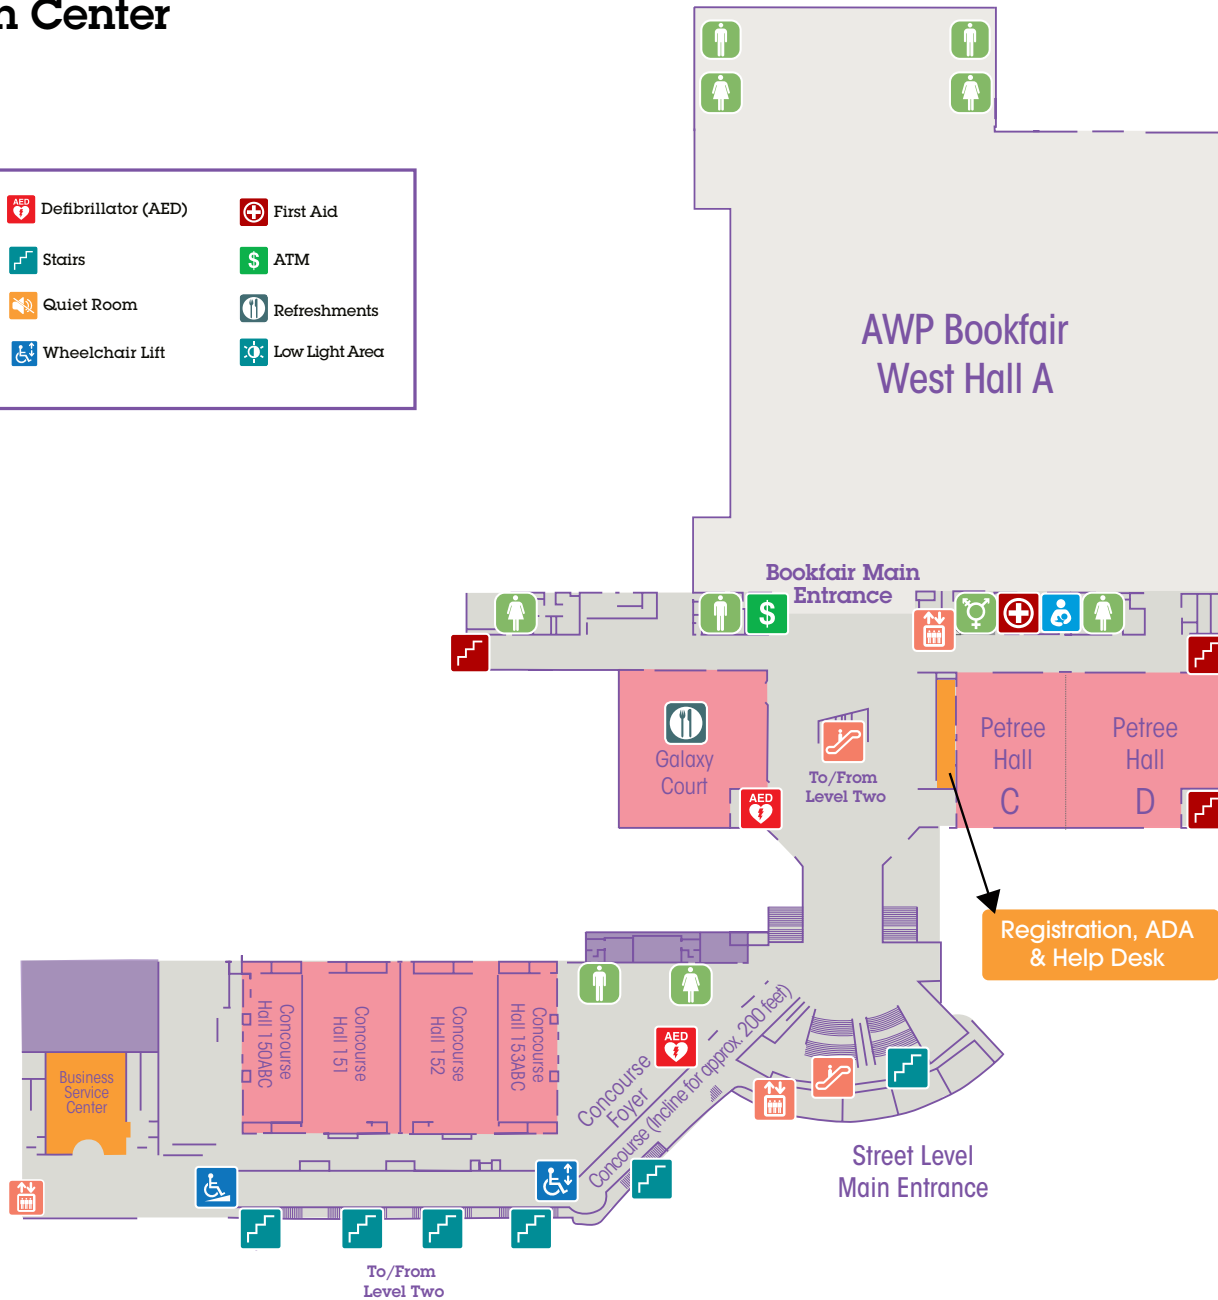 n Center
AED
Defibrillator (AED)
First Aid
Stairs
$
ATM
Quiet Room
Refreshments
Wheelchair Lift
Low Light Area
AWP Bookfair
West Hall A
Bookfair Main
Entrance
$
Galaxy
Court
AED
To/From
Level Two
Petree
Hall
C
Petree
Hall
D
Registration, ADA
& Help Desk
Business
Service
Center
Concourse
Hall 150ABC
Concourse
Hall 151
Concourse
Hall 152
Concourse
Hall 153ABC
AED
Concourse
Foyer
Concourse (Incline for approx. 200 feet)
Street Level
Main Entrance
To/From
Level Two